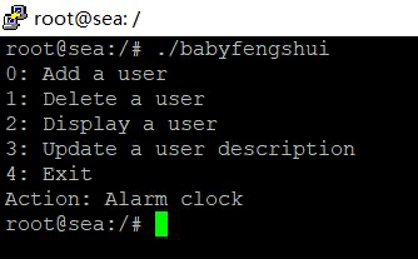 root@sea: /
root@sea:/# ./babyfengshui
0: Add a user
1: Delete a user
2: Display a user
3: Update a user description
4: Exit
Action: Alarm clock
root@sea:/#